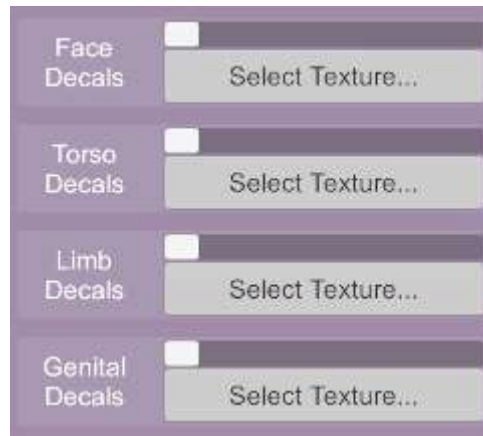 Face
Decals
Select Texture...
Torso
Decals
Select Texture...
Limb
Decals
Select Texture...
Genital
Decals
Select Texture...